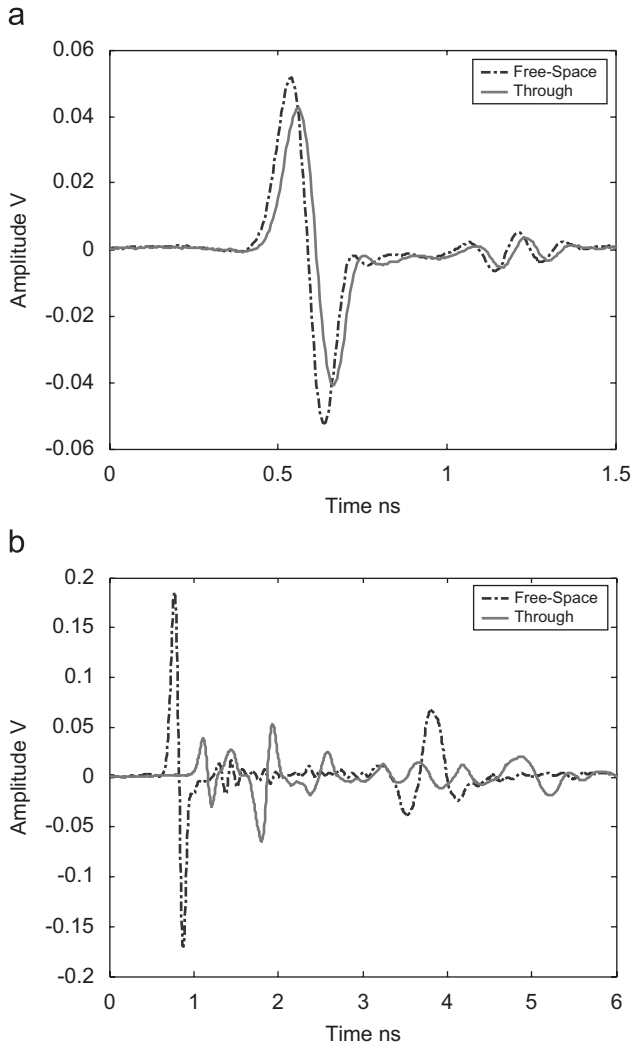 a
0.06
0.04
0.02
0
-0.02
-0.04
-0.06
Amplitude V
Free-Space
Through
0
0.5
1
1.5
Time ns
b
0.2
0.15
0.1
0.05
0
-0.05
-0.1
-0.15
-0.2
Amplitude V
Free-Space
Through
0
1
2
3
4
5
6
Time ns